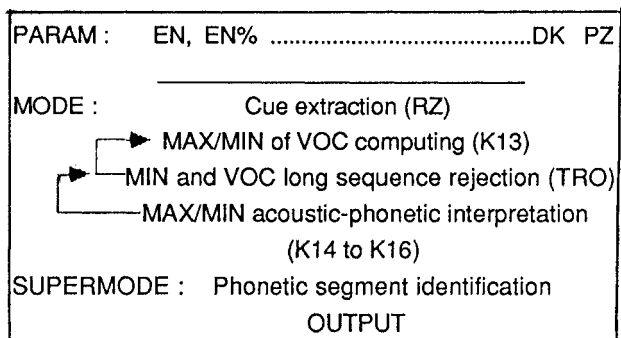 PARAM : EN, EN% ......................................DK PZ
MODE : Cue extraction (RZ)
MAX/MIN of VOC computing (K13)
MIN and VOC long sequence rejection (TRO)
MAX/MIN acoustic-phonetic interpretation
(K14 to K16)
SUPERMODE : Phonetic segment identification
OUTPUT